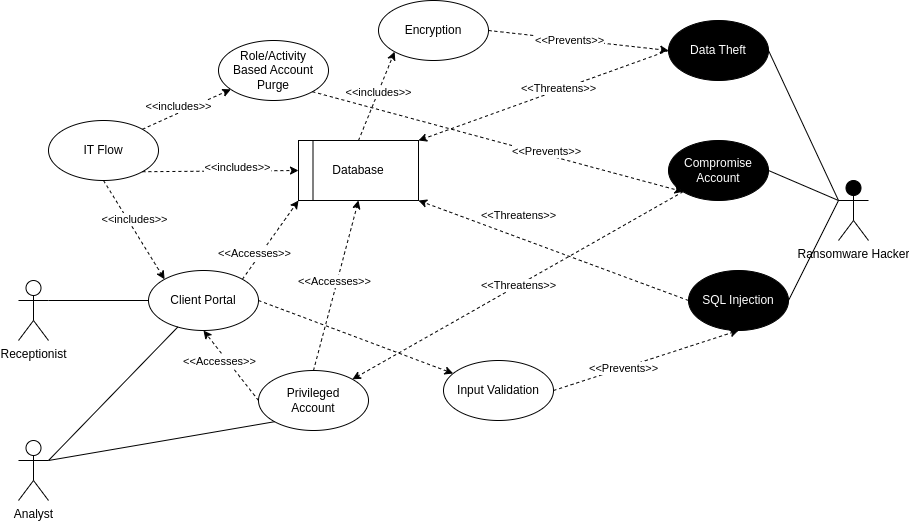 Encryption
<<Prevents>>
Data Theft
Role/Activity
Based Account
Purge
<<includes>>
<<Threatens>>
<<includes>>
IT Flow
<<includes>>
Database
<<Prevents>>
Compromise
Account
<<includes>>
<<Threatens>>
<<Accesses>>
Ransomware Hacker
<<Accesses>>
<<Threatens>>
Client Portal
SQL Injection
Receptionist
<<Accesses>>
<<Prevents>>
Privileged
Account
Input Validation
Analyst